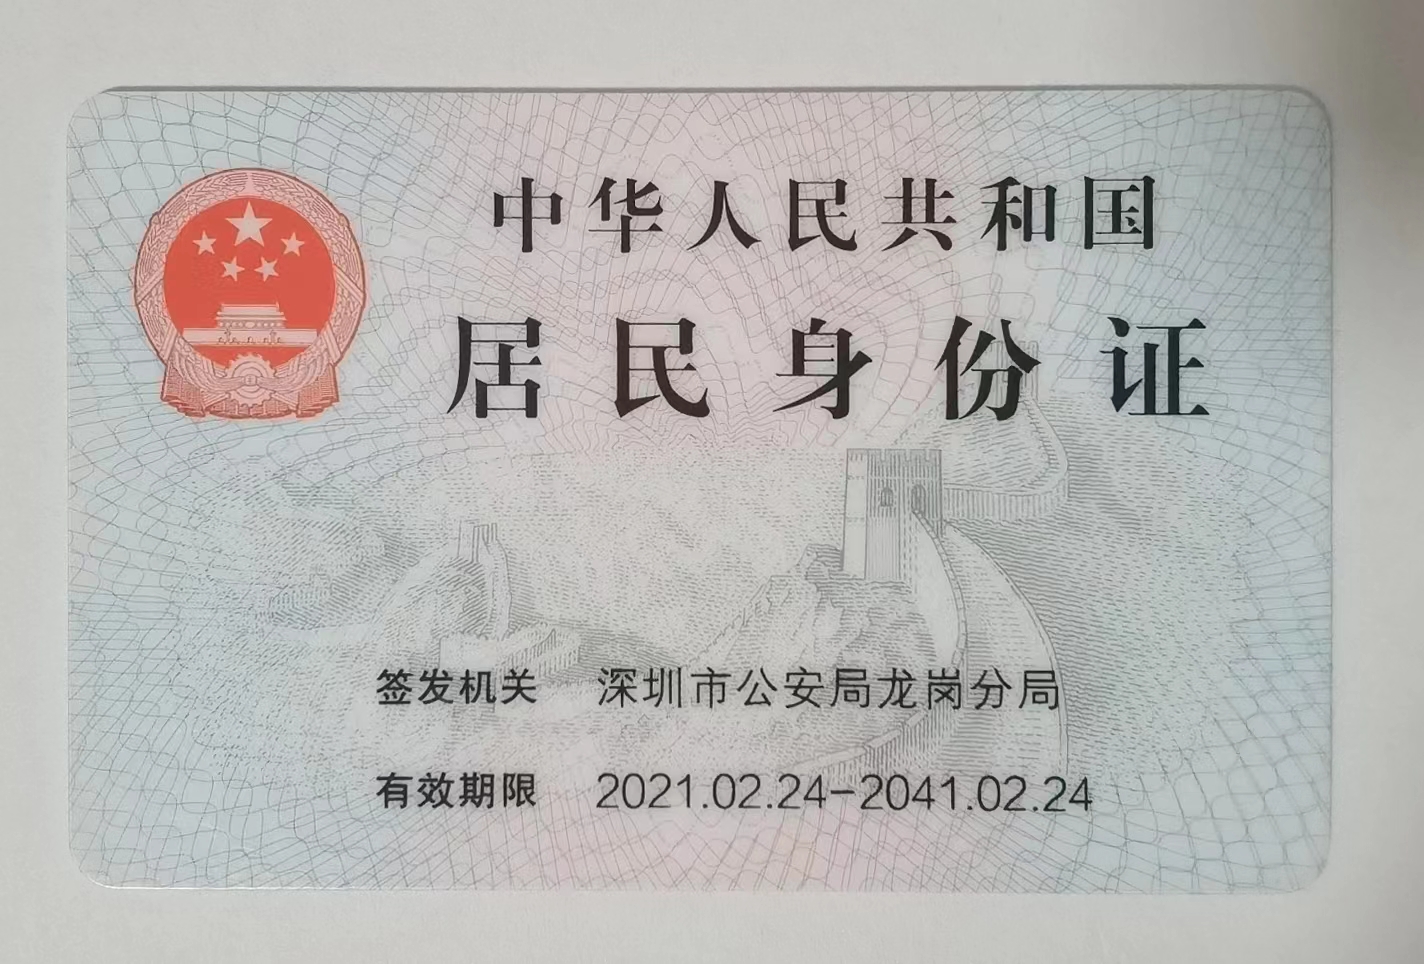 中华人民共和国
居民身份证
签发机关 深圳市公安局龙岗分局
有效期限 2021.02.24-2041.02.24